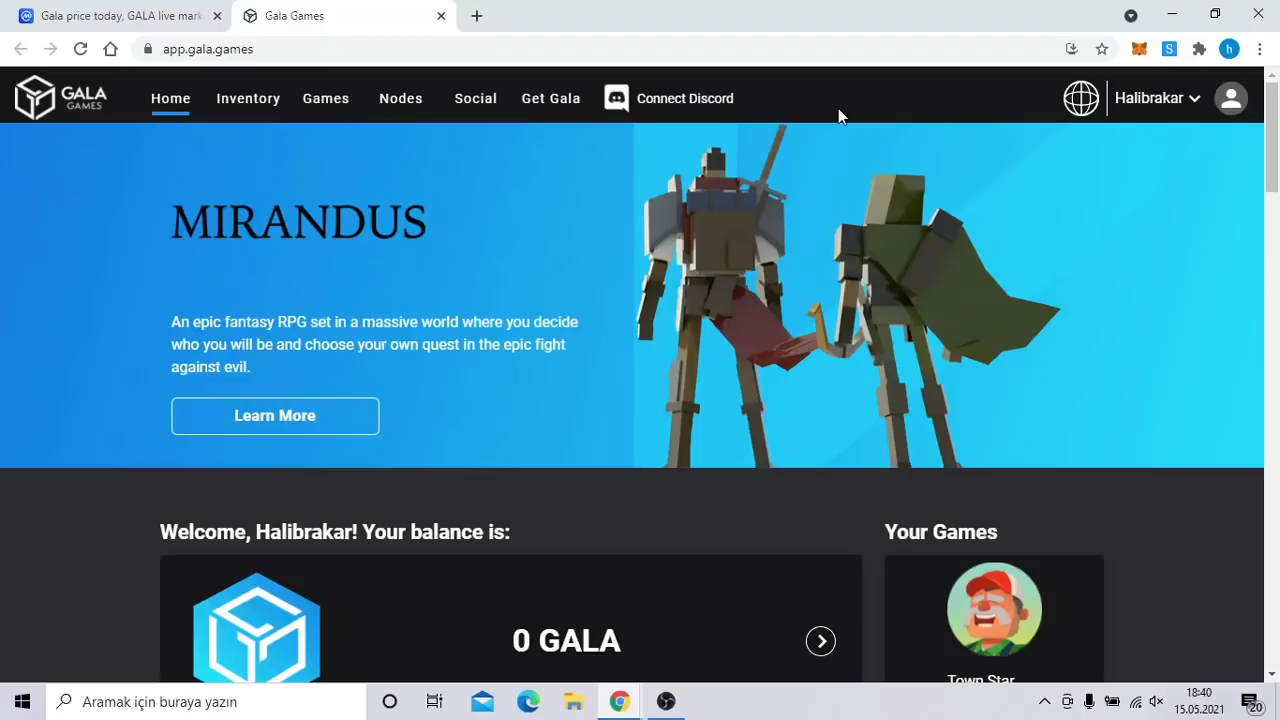 Gala price today, GALA live mark
Gala Games
app.gala.games
S
h
GALA
GAMES
Home
Inventory
Games
Nodes
Social
Get Gala
Connect Discord
Halibrakar
MIRANDUS
An epic fantasy RPG set in a massive world where you decide
who you will be and choose your own quest in the epic fight
against evil.
Learn More
Welcome, Halibrakar! Your balance is:
Your Games
0 GALA
Town Star
Aramak için buraya yazın
18:40
15.05.2021
20